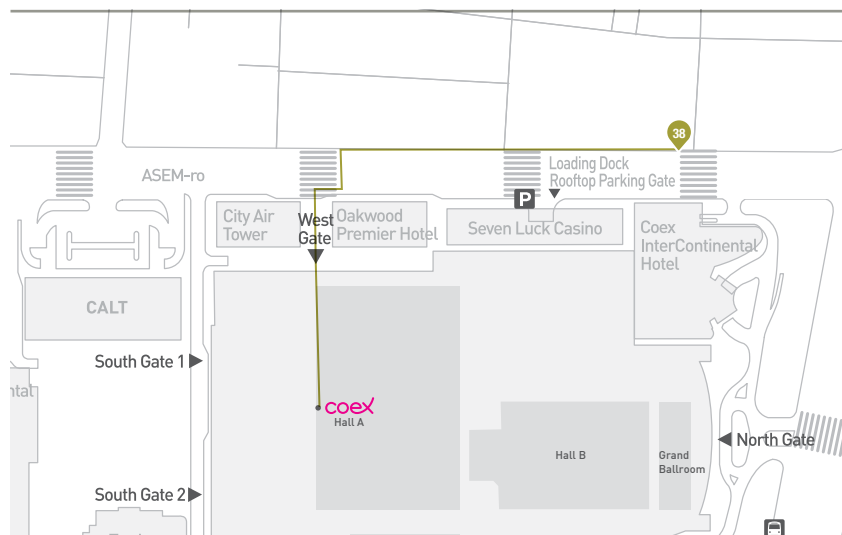 38
ASEM-ro
Loading Dock
Rooftop Parking Gate
P
City Air
Tower
West
Gate
Oakwood
Premier Hotel
Seven Luck Casino
Coex
InterContinental
Hotel
CALT
South Gate 1
ntal
coex
Hall A
Hall B
Grand
Ballroom
North Gate
South Gate 2